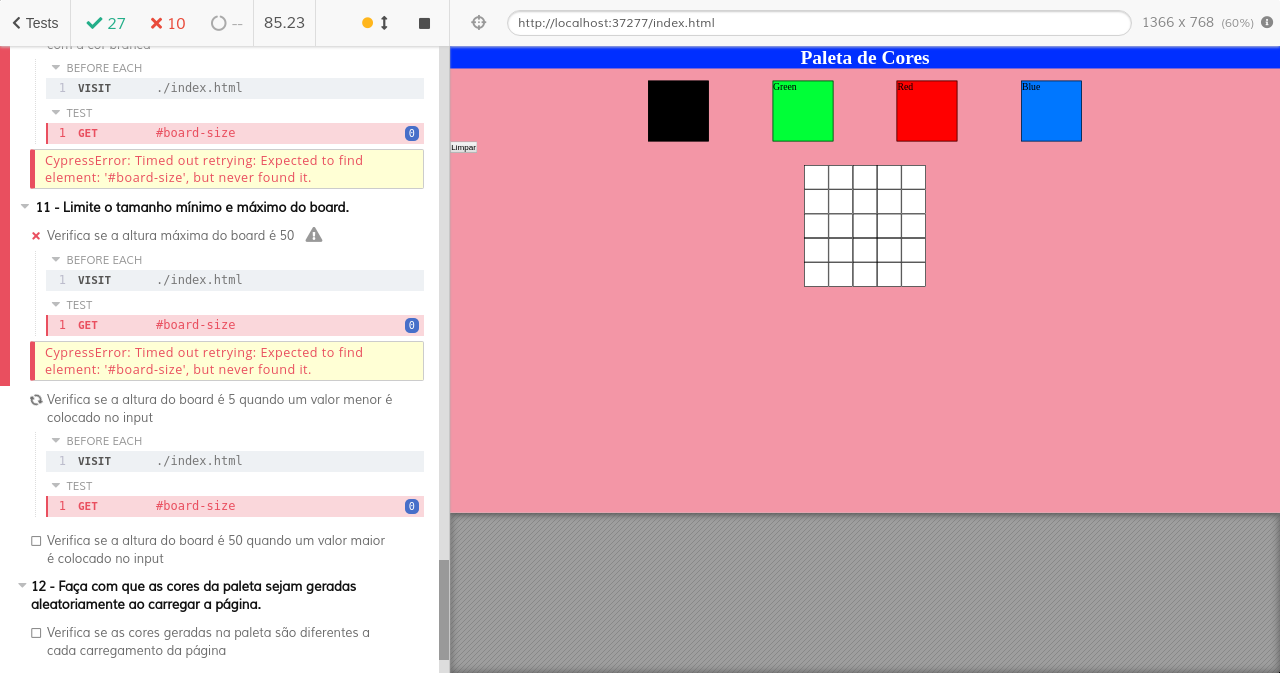 Tests 27 10 -- 85.23
http://localhost:37277/index.html 1366 x 768 (60%)
com a cor branca
BEFORE EACH
1 VISIT ./index.html
TEST
1 GET #board-size 0
CypressError: Timed out retrying: Expected to find
element: '#board-size', but never found it.
11 - Limite o tamanho mínimo e máximo do board.
Verifica se a altura máxima do board é 50
BEFORE EACH
1 VISIT ./index.html
TEST
1 GET #board-size 0
CypressError: Timed out retrying: Expected to find
element: '#board-size', but never found it.
Verifica se a altura do board é 5 quando um valor menor é
colocado no input
BEFORE EACH
1 VISIT ./index.html
TEST
1 GET #board-size 0
Verifica se a altura do board é 50 quando um valor maior
é colocado no input
12 - Faça com que as cores da paleta sejam geradas
aleatoriamente ao carregar a página.
Verifica se as cores geradas na paleta são diferentes a
cada carregamento da página
Paleta de Cores
Green Red Blue
Limpar